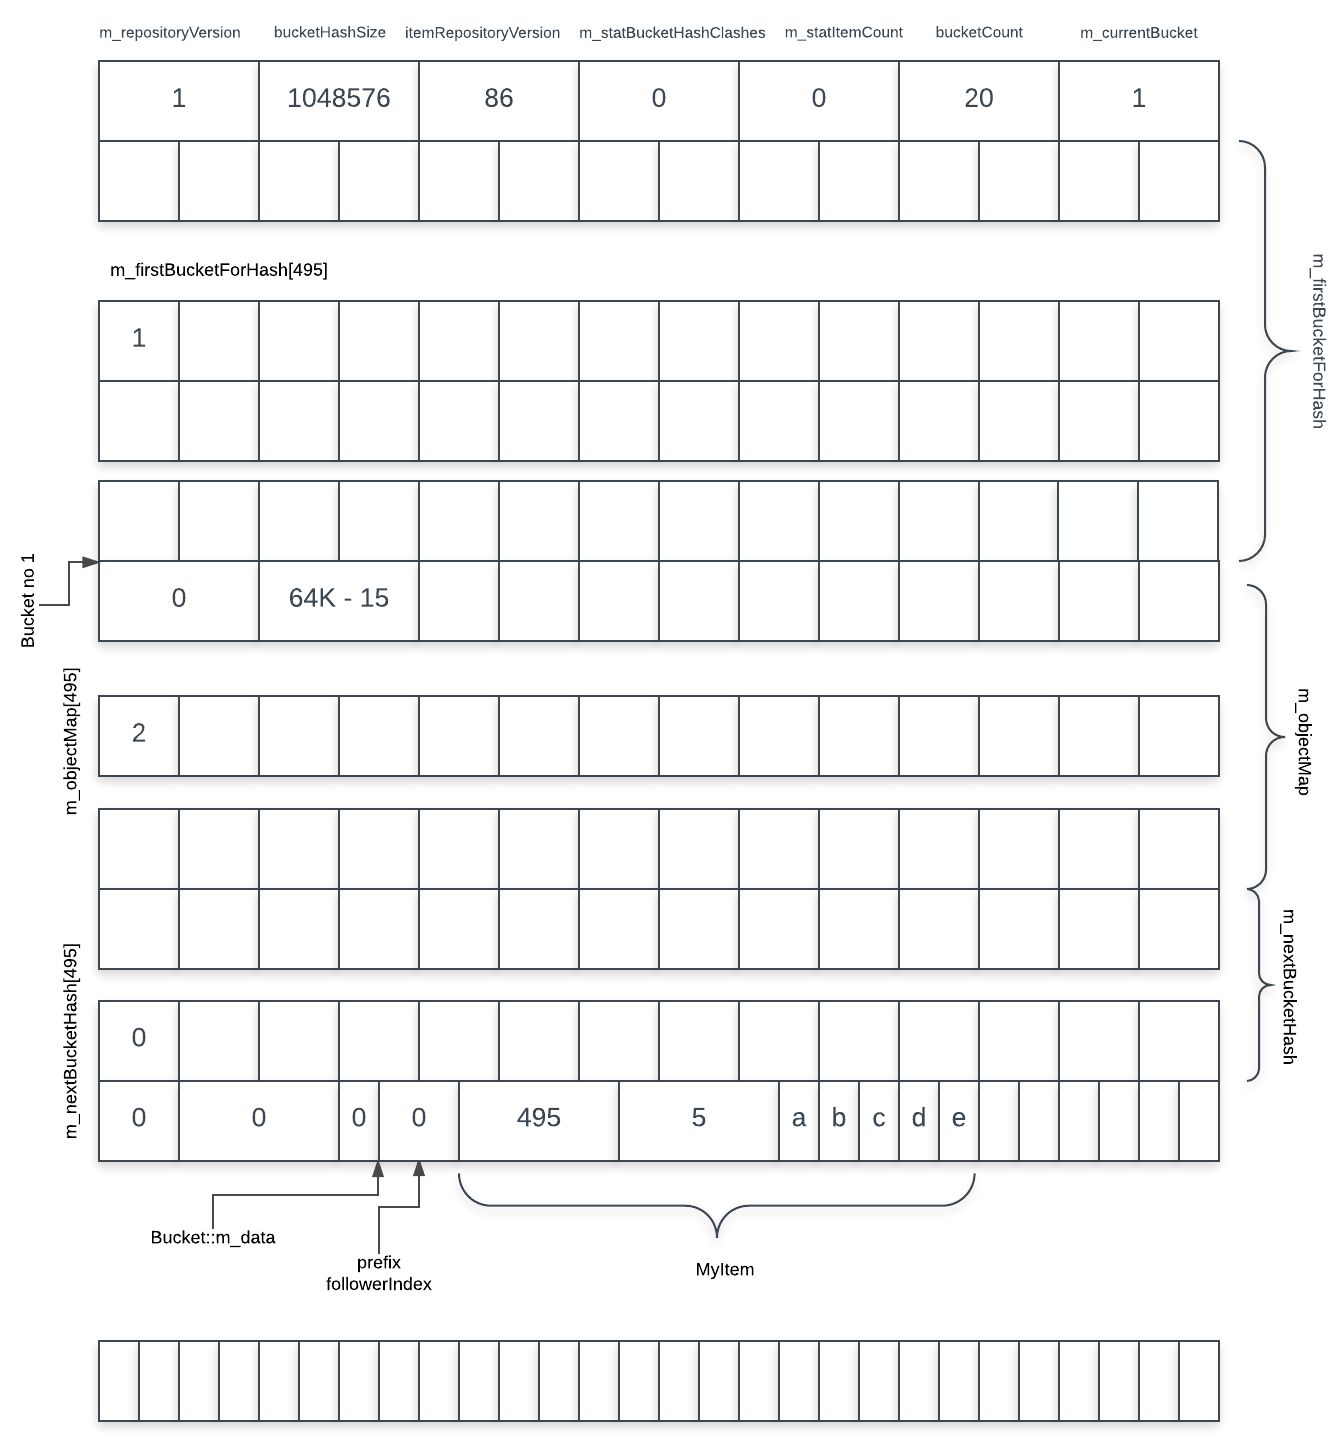 m_repositoryVersion bucketHashSize itemRepositoryVersion m_statBucketHashClashes m_statItemCount bucketCount m_currentBucket
1 1048576 86 0 0 20 1
m_firstBucketForHash
m_firstBucketForHash[495]
1
Bucket no 1
0 64K - 15
m_objectMap[495]
2
m_objectMap
m_nextBucketHash[495]
m_nextBucketHash
0
0 0 0 0 495 5 a b c d e
Bucket::m_data
prefix
followerIndex
MyItem